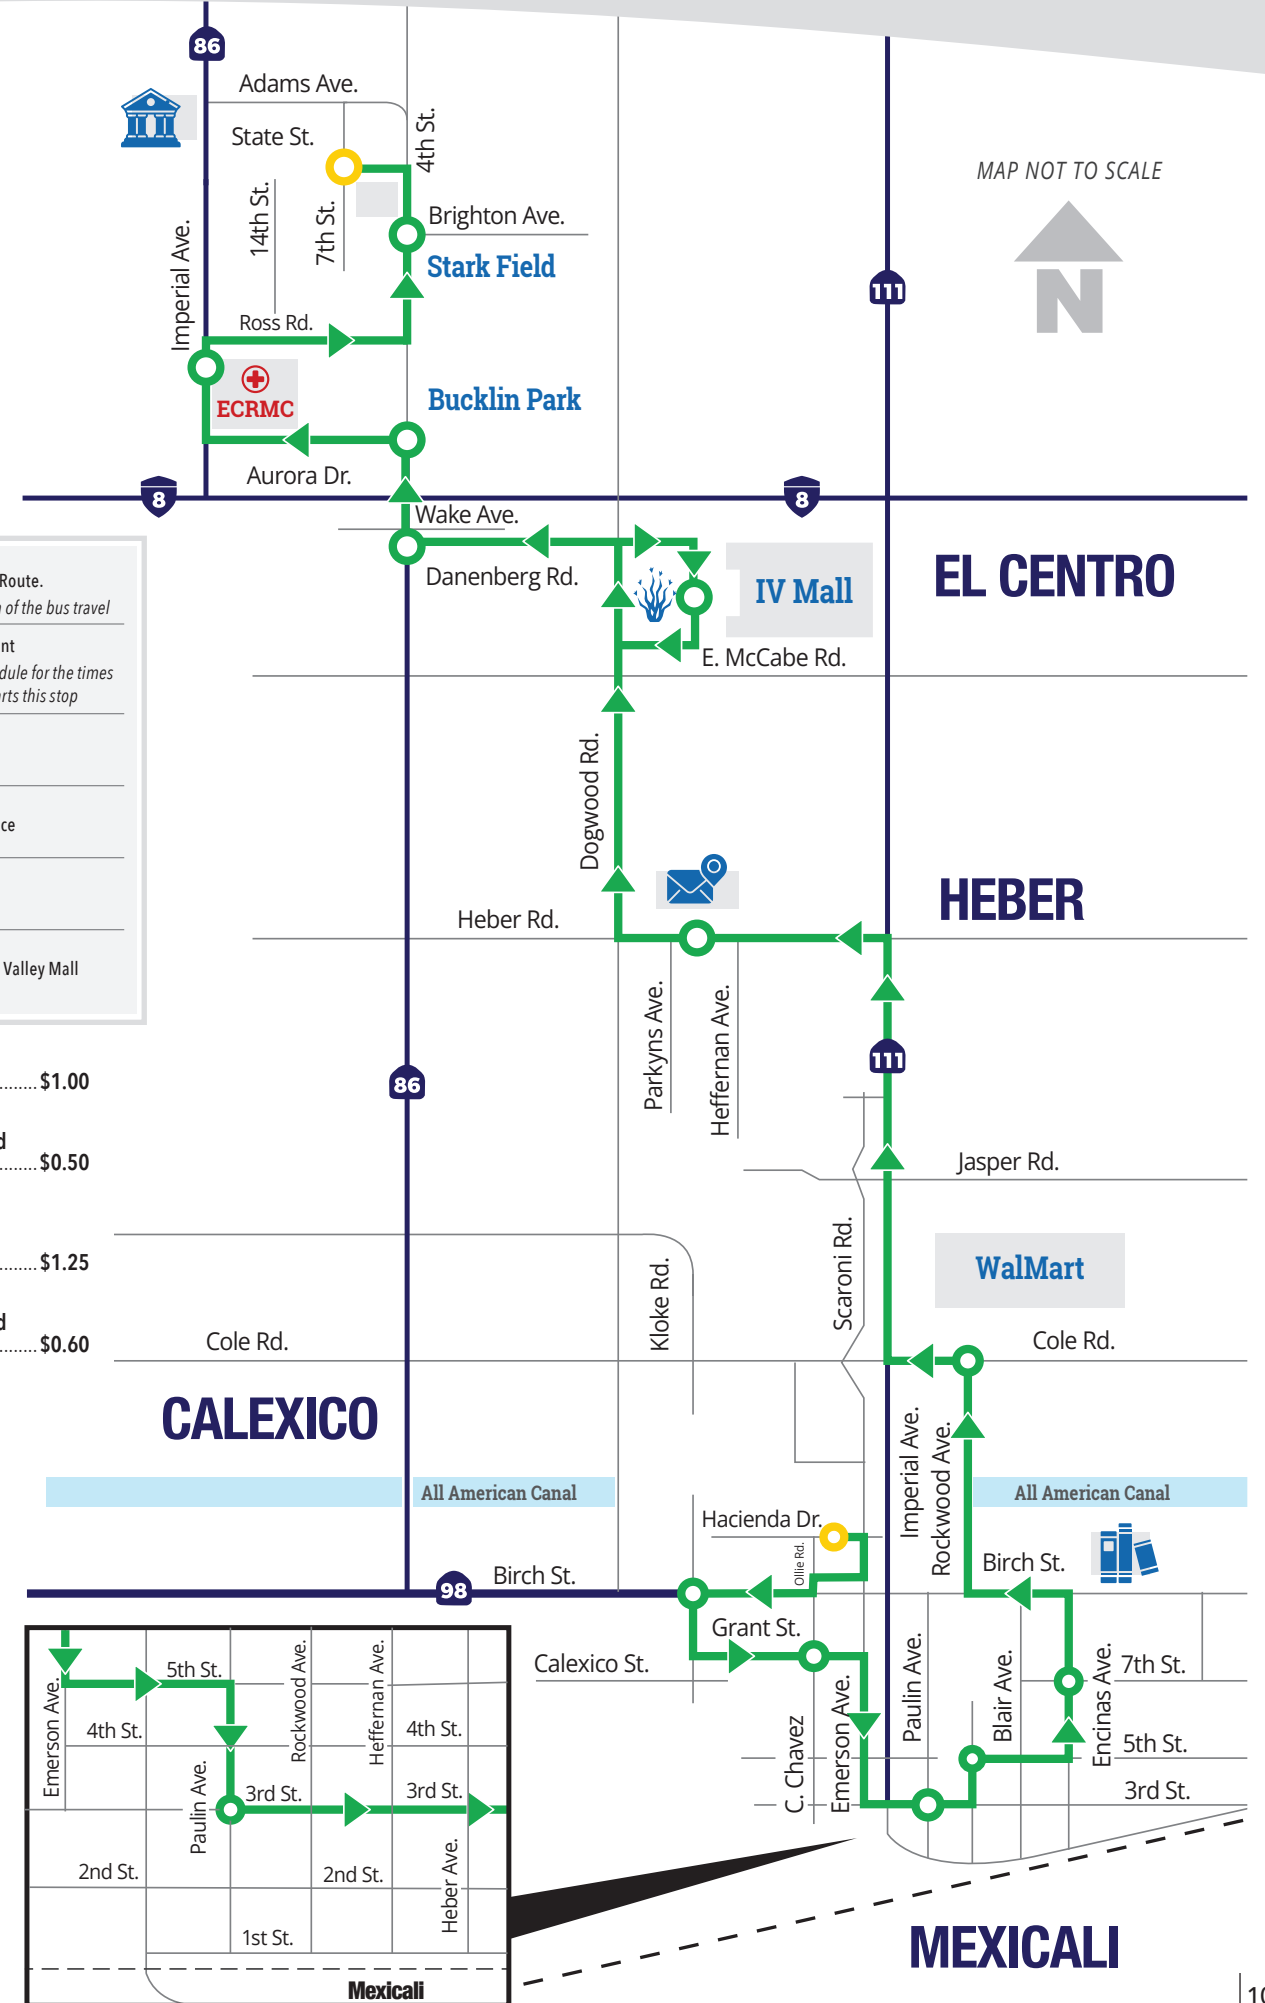 86
Adams Ave.
State St.
4th St.
MAP NOT TO SCALE
14th St.
7th St.
Brighton Ave.
Imperial Ave.
Stark Field
111
N
Ross Rd.
ECRMC
Bucklin Park
Aurora Dr.
8
8
Wake Ave.
Danenberg Rd.
IV Mall
EL CENTRO
Route.
of the bus travel
nt
dule for the times
rts this stop
ce
Valley Mall
E. McCabe Rd.
Dogwood Rd.
HEBER
Heber Rd.
Parkyns Ave.
Heffernan Ave.
111
86
$1.00
d
$0.50
$1.25
d
$0.60
Jasper Rd.
Scaroni Rd.
Kloke Rd.
WalMart
Cole Rd.
Cole Rd.
CALEXICO
Imperial Ave.
Rockwood Ave.
All American Canal
All American Canal
Hacienda Dr.
Ollie Rd.
Birch St.
98
Birch St.
Grant St.
Calexico St.
C. Chavez
Emerson Ave.
Paulin Ave.
Blair Ave.
Encinas Ave.
7th St.
5th St.
3rd St.
Emerson Ave.
5th St.
Rockwood Ave.
Heffernan Ave.
4th St.
4th St.
Paulin Ave.
3rd St.
3rd St.
2nd St.
2nd St.
Heber Ave.
1st St.
Mexicali
MEXICALI